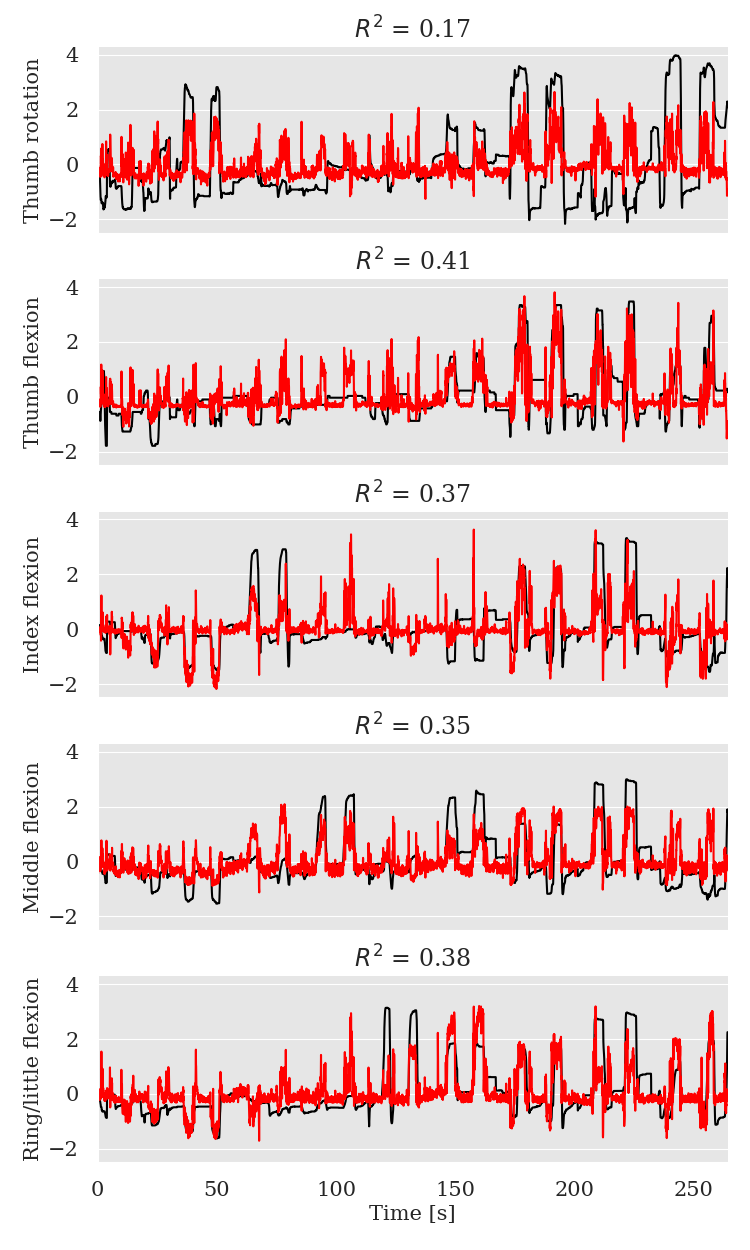 R² = 0.17
Thumb rotation
4
2
0
−2
R² = 0.41
Thumb flexion
4
2
0
−2
R² = 0.37
Index flexion
4
2
0
−2
R² = 0.35
Middle flexion
4
2
0
−2
R² = 0.38
Ring/little flexion
4
2
0
−2
0 50 100 150 200 250
Time [s]